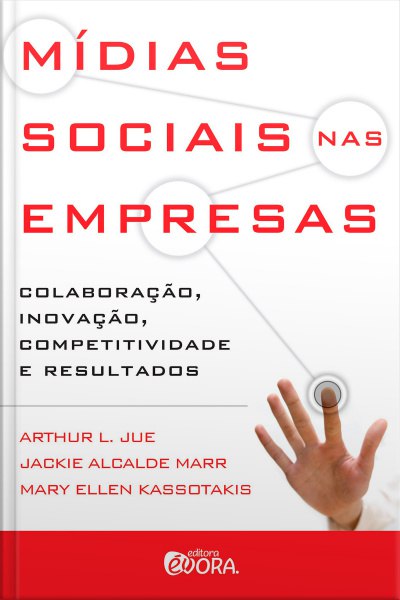 MÍDIAS
SOCIAIS NAS
EMPRESAS
COLABORAÇÃO,
INOVAÇÃO,
COMPETITIVIDADE
E RESULTADOS
ARTHUR L. JUE
JACKIE ALCALDE MARR
MARY ELLEN KASSOTAKIS
editora
ÉVORA.